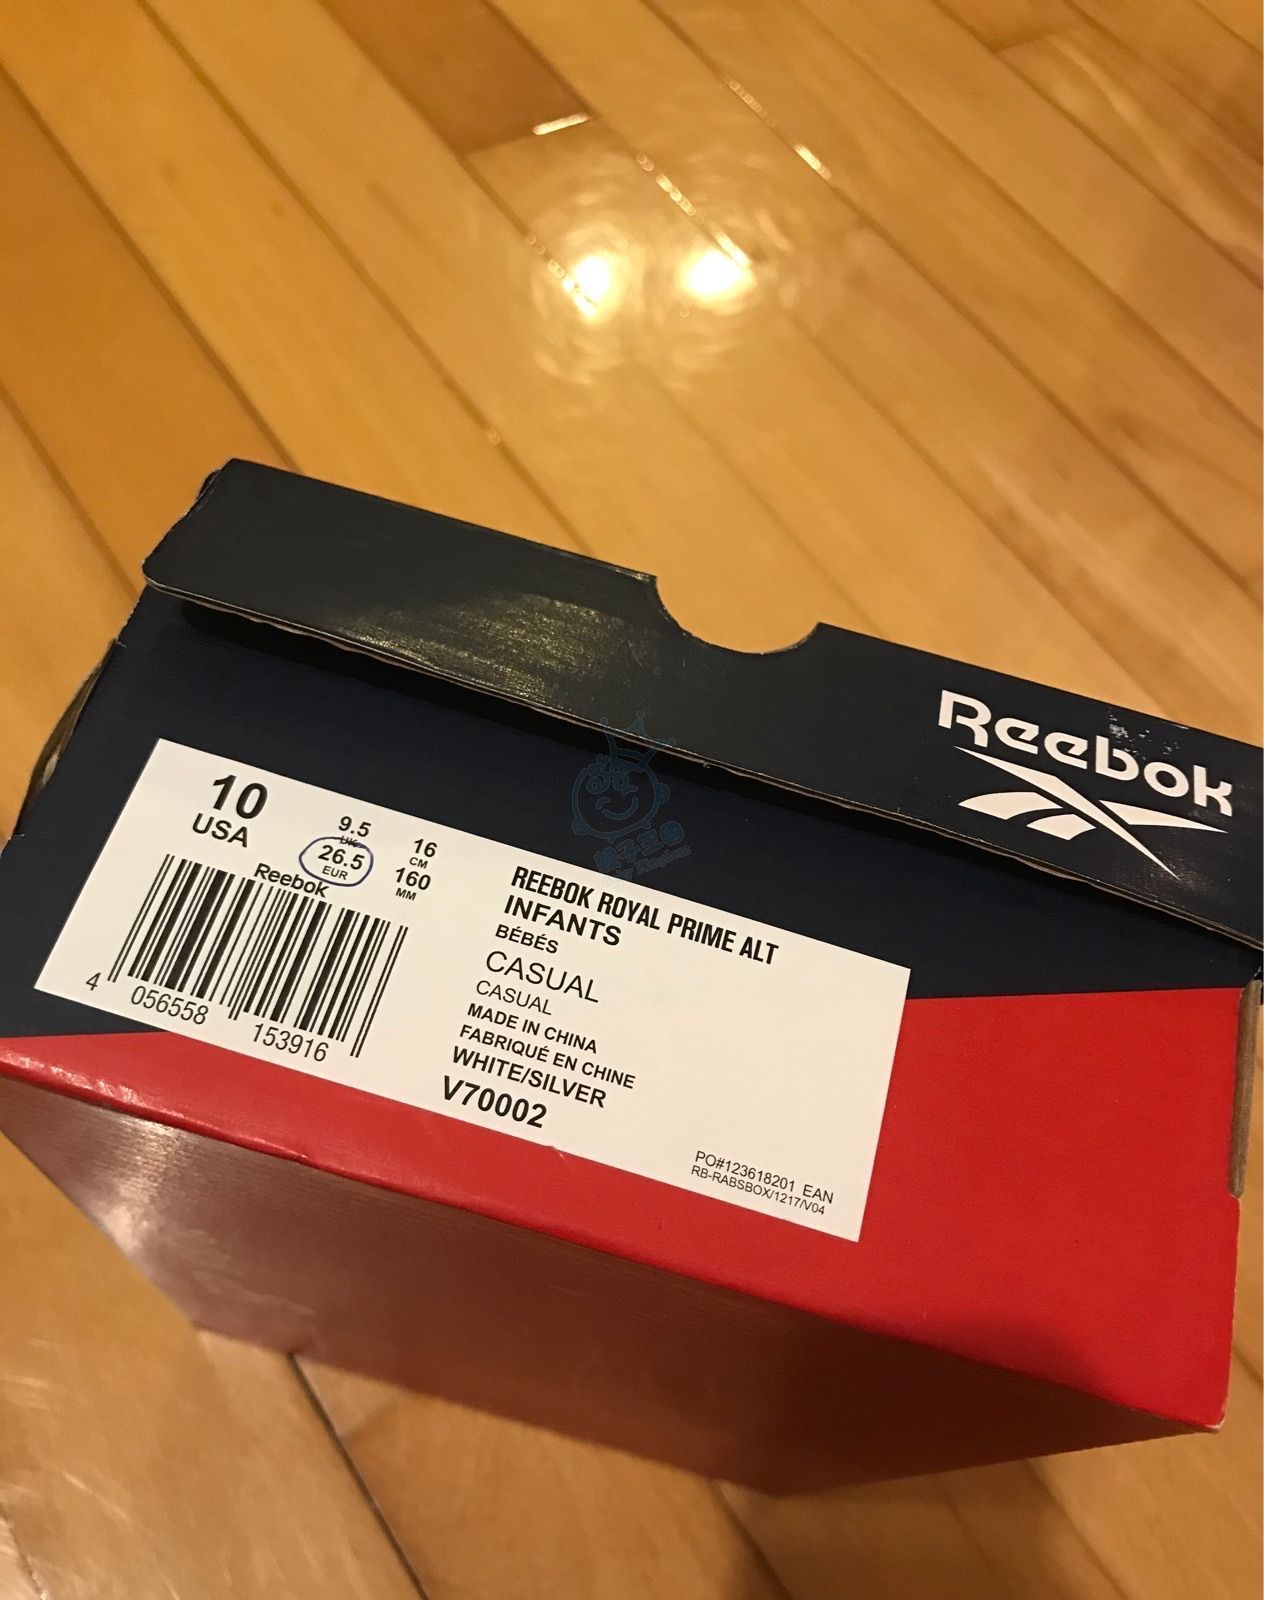 Reebok
10
USA
9.5
UK
26.5
EUR
16
CM
160
MM
Reebok
4 056558 153916
REEBOK ROYAL PRIME ALT
INFANTS
BÉBÉS
CASUAL
CASUAL
MADE IN CHINA
FABRIQUÉ EN CHINE
WHITE/SILVER
V70002
PO#123618201 EAN
RB-RABSBOX/1217/V04